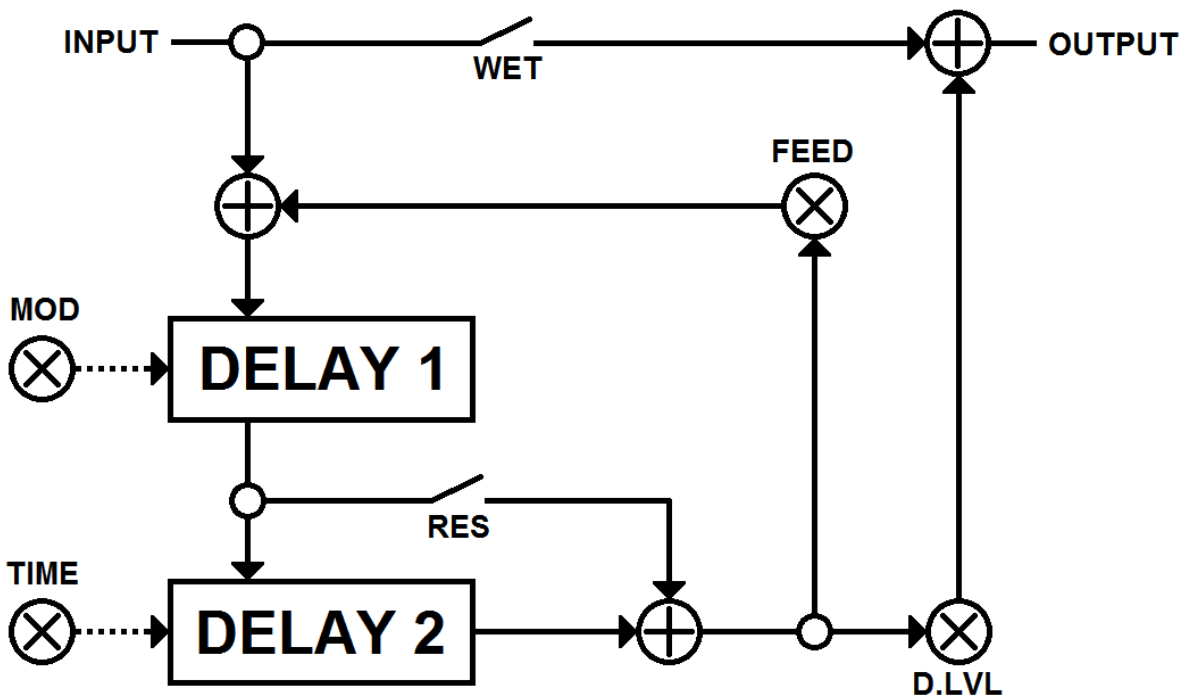 INPUT
OUTPUT
WET
FEED
MOD
DELAY 1
RES
TIME
DELAY 2
D.LVL